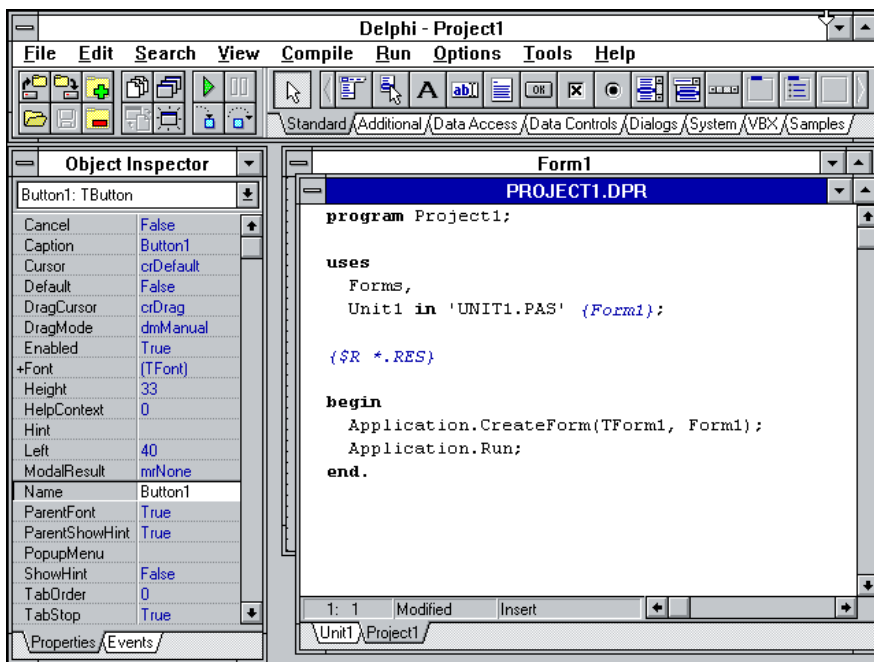 Delphi - Project1
File Edit Search View Compile Run Options Tools Help
A ab OK
Standard Additional Data Access Data Controls Dialogs System VBX Samples
Object Inspector
Button1: TButton
Cancel False
Caption Button1
Cursor crDefault
Default False
DragCursor crDrag
DragMode dmManual
Enabled True
+Font (TFont)
Height 33
HelpContext 0
Hint
Left 40
ModalResult mrNone
Name Button1
ParentFont True
ParentShowHint True
PopupMenu
ShowHint False
TabOrder 0
TabStop True
Properties Events
Form1
PROJECT1.DPR
program Project1;
uses
Forms,
Unit1 in 'UNIT1.PAS' {Form1};
{$R *.RES}
begin
Application.CreateForm(TForm1, Form1);
Application.Run;
end.
1: 1 Modified Insert
Unit1 Project1